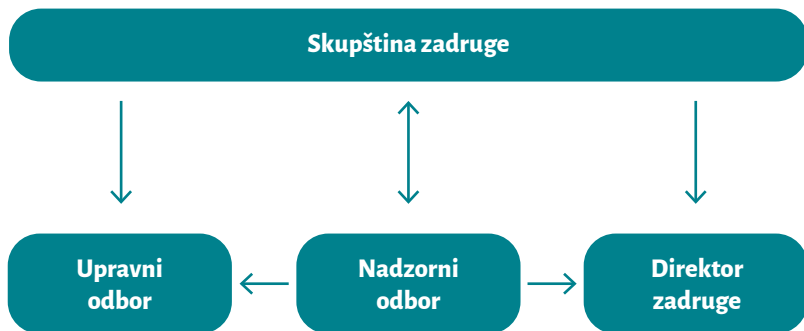 Skupština zadruge
Upravni
odbor
Nadzorni
odbor
Direktor
zadruge